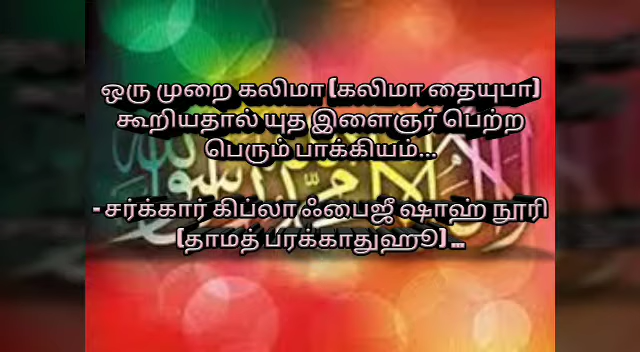 ஒரு முறை கலிமா (கலிமா தையுபா)
கூறியதால் யுத இளைஞர் பெற்ற
பெரும் பாக்கியம்...
- சர்க்கார் கிப்லா ஃபைஜீ ஷாஹ் நூரி
(தாமத் பரக்காதுஹூ) ...